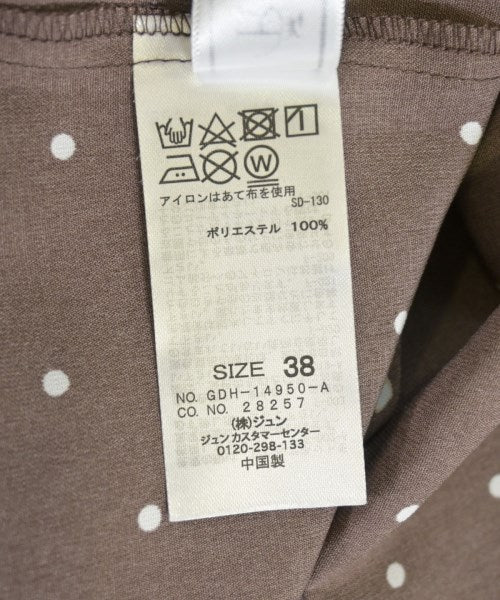 W
アイロンはあて布を使用
SD-130
ポリエステル 100%
SIZE 38
NO. GDH-14950-A
CO. NO. 28257
(株)ジュン
ジュンカスタマーセンター
0120-298-133
中国製